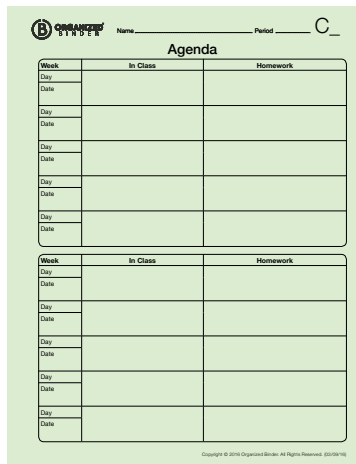 ORGANIZED BINDER Name Period C_
Agenda
Week In Class Homework
Day
Date
Day
Date
Day
Date
Day
Date
Day
Date
Week In Class Homework
Day
Date
Day
Date
Day
Date
Day
Date
Day
Date
Copyright © 2016 Organized Binder. All Rights Reserved. (03/09/16)